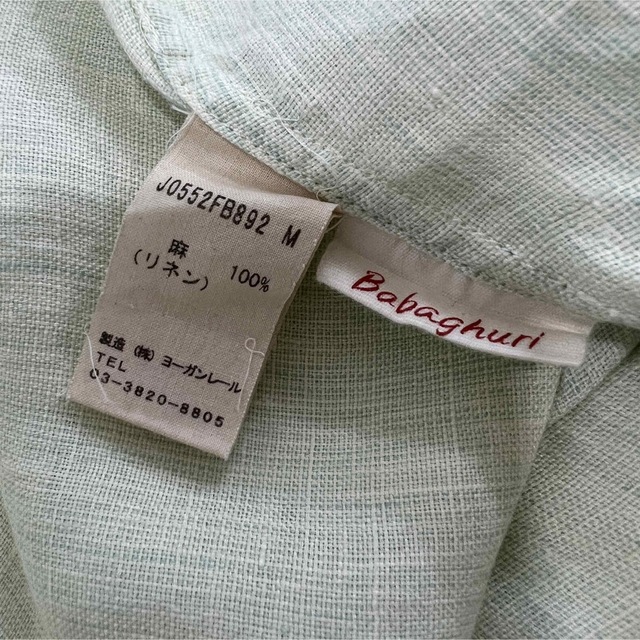 J0552FB892 M
麻
(リネン) 100%
製造 (株) ヨーガンレール
TEL
03-3820-8805
Babaghuri